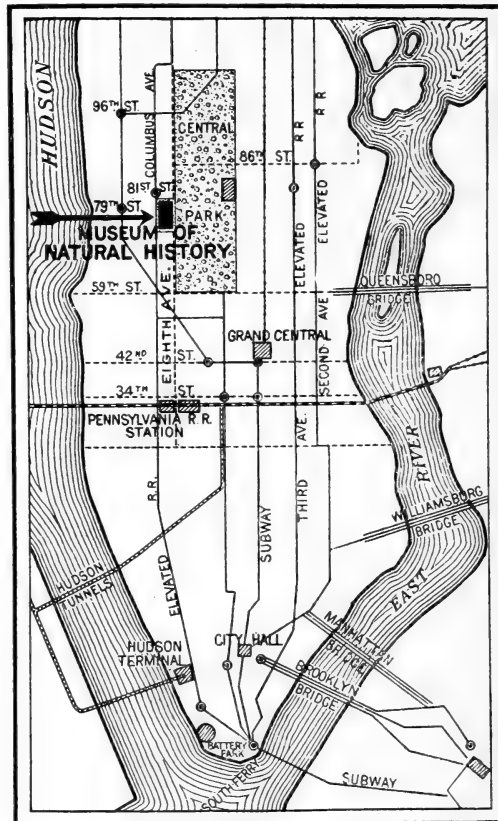 HUDSON
96TH ST.
COLUMBUS AVE
CENTRAL
PARK
86TH ST.
R R
ELEVATED
R R
ELEVATED
81ST ST.
79TH ST.
MUSEUM OF
NATURAL HISTORY
59TH ST.
EIGHTH AVE.
QUEENSBORO
BRIDGE
GRAND CENTRAL
42ND ST.
34TH ST.
SECOND AVE
PENNSYLVANIA R.R.
STATION
THIRD AVE.
R.R.
ELEVATED
SUBWAY
RIVER
EAST
WILLIAMSBURG
BRIDGE
HUDSON
TUNNELS
HUDSON
TERMINAL
CITY HALL
MANHATTEN
BRIDGE
BROOKLYN
BRIDGE
BATTERY
PARK
SOUTH FERRY
SUBWAY